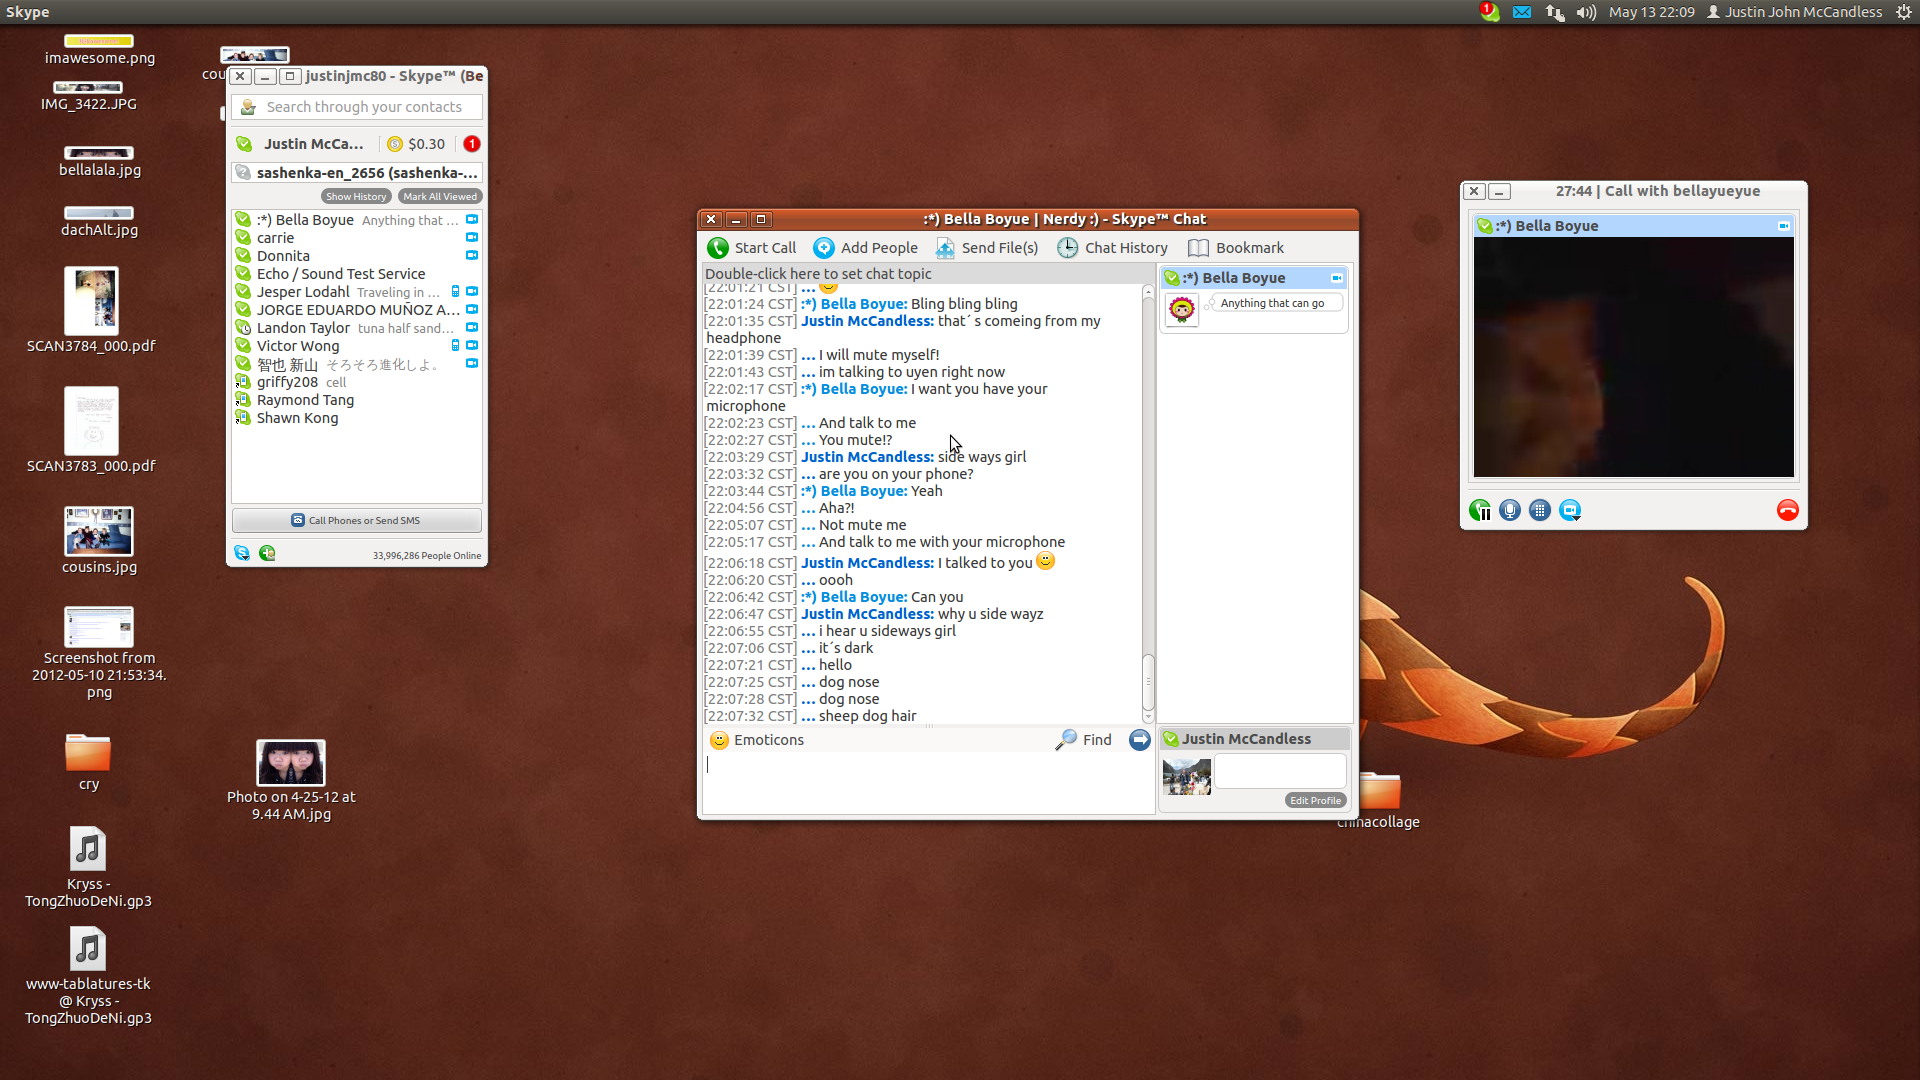 Skype
1
May 13 22:09
Justin John McCandless
imawesome.png
IMG_3422.JPG
bellalala.jpg
dachAlt.jpg
SCAN3784_000.pdf
SCAN3783_000.pdf
cousins.jpg
Screenshot from
2012-05-10 21:53:34.
png
cry
Kryss -
TongZhuoDeNi.gp3
www-tablatures-tk
@ Kryss -
TongZhuoDeNi.gp3
cou
Photo on 4-25-12 at
9.44 AM.jpg
justinjmc80 - Skype™ (Be
Search through your contacts
Justin McCa...
$0.30
1
sashenka-en_2656 (sashenka-...
Show History
Mark All Viewed
:*) Bella Boyue Anything that ...
carrie
Donnita
Echo / Sound Test Service
Jesper Lodahl Traveling in ...
JORGE EDUARDO MUÑOZ A...
Landon Taylor tuna half sand...
Victor Wong
智也 新山 そろそろ進化しよ。
griffy208 cell
Raymond Tang
Shawn Kong
Call Phones or Send SMS
33,996,286 People Online
:*) Bella Boyue | Nerdy :) - Skype™ Chat
Start Call
Add People
Send File(s)
Chat History
Bookmark
Double-click here to set chat topic
[22:01:21 CST] ...
[22:01:24 CST] :*) Bella Boyue: Bling bling bling
[22:01:35 CST] Justin McCandless: that´s comeing from my
headphone
[22:01:39 CST] ... I will mute myself!
[22:01:43 CST] ... im talking to uyen right now
[22:02:17 CST] :*) Bella Boyue: I want you have your
microphone
[22:02:23 CST] ... And talk to me
[22:02:27 CST] ... You mute!?
[22:03:29 CST] Justin McCandless: side ways girl
[22:03:32 CST] ... are you on your phone?
[22:03:44 CST] :*) Bella Boyue: Yeah
[22:04:56 CST] ... Aha?!
[22:05:07 CST] ... Not mute me
[22:05:17 CST] ... And talk to me with your microphone
[22:06:18 CST] Justin McCandless: I talked to you
[22:06:20 CST] ... oooh
[22:06:42 CST] :*) Bella Boyue: Can you
[22:06:47 CST] Justin McCandless: why u side wayz
[22:06:55 CST] ... i hear u sideways girl
[22:07:06 CST] ... it´s dark
[22:07:21 CST] ... hello
[22:07:25 CST] ... dog nose
[22:07:28 CST] ... dog nose
[22:07:32 CST] ... sheep dog hair
Emoticons
Find
:*) Bella Boyue
Anything that can go
Justin McCandless
Edit Profile
27:44 | Call with bellayueyue
:*) Bella Boyue
chinacollage